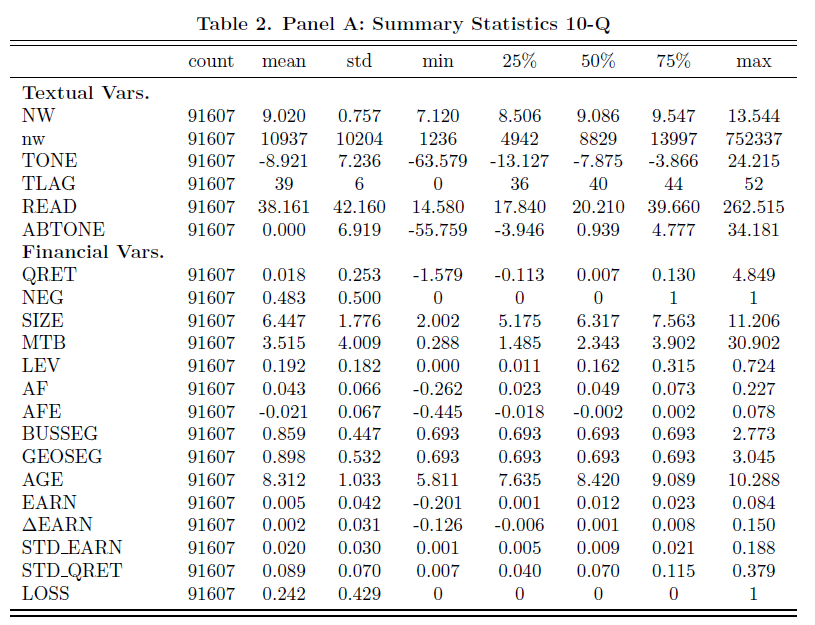 Table 2. Panel A: Summary Statistics 10-Q
count mean std min 25% 50% 75% max
Textual Vars.
NW 91607 9.020 0.757 7.120 8.506 9.086 9.547 13.544
nw 91607 10937 10204 1236 4942 8829 13997 752337
TONE 91607 -8.921 7.236 -63.579 -13.127 -7.875 -3.866 24.215
TLAG 91607 39 6 0 36 40 44 52
READ 91607 38.161 42.160 14.580 17.840 20.210 39.660 262.515
ABTONE 91607 0.000 6.919 -55.759 -3.946 0.939 4.777 34.181
Financial Vars.
QRET 91607 0.018 0.253 -1.579 -0.113 0.007 0.130 4.849
NEG 91607 0.483 0.500 0 0 0 1 1
SIZE 91607 6.447 1.776 2.002 5.175 6.317 7.563 11.206
MTB 91607 3.515 4.009 0.288 1.485 2.343 3.902 30.902
LEV 91607 0.192 0.182 0.000 0.011 0.162 0.315 0.724
AF 91607 0.043 0.066 -0.262 0.023 0.049 0.073 0.227
AFE 91607 -0.021 0.067 -0.445 -0.018 -0.002 0.002 0.078
BUSSEG 91607 0.859 0.447 0.693 0.693 0.693 0.693 2.773
GEOSEG 91607 0.898 0.532 0.693 0.693 0.693 0.693 3.045
AGE 91607 8.312 1.033 5.811 7.635 8.420 9.089 10.288
EARN 91607 0.005 0.042 -0.201 0.001 0.012 0.023 0.084
ΔEARN 91607 0.002 0.031 -0.126 -0.006 0.001 0.008 0.150
STD_EARN 91607 0.020 0.030 0.001 0.005 0.009 0.021 0.188
STD_QRET 91607 0.089 0.070 0.007 0.040 0.070 0.115 0.379
LOSS 91607 0.242 0.429 0 0 0 0 1